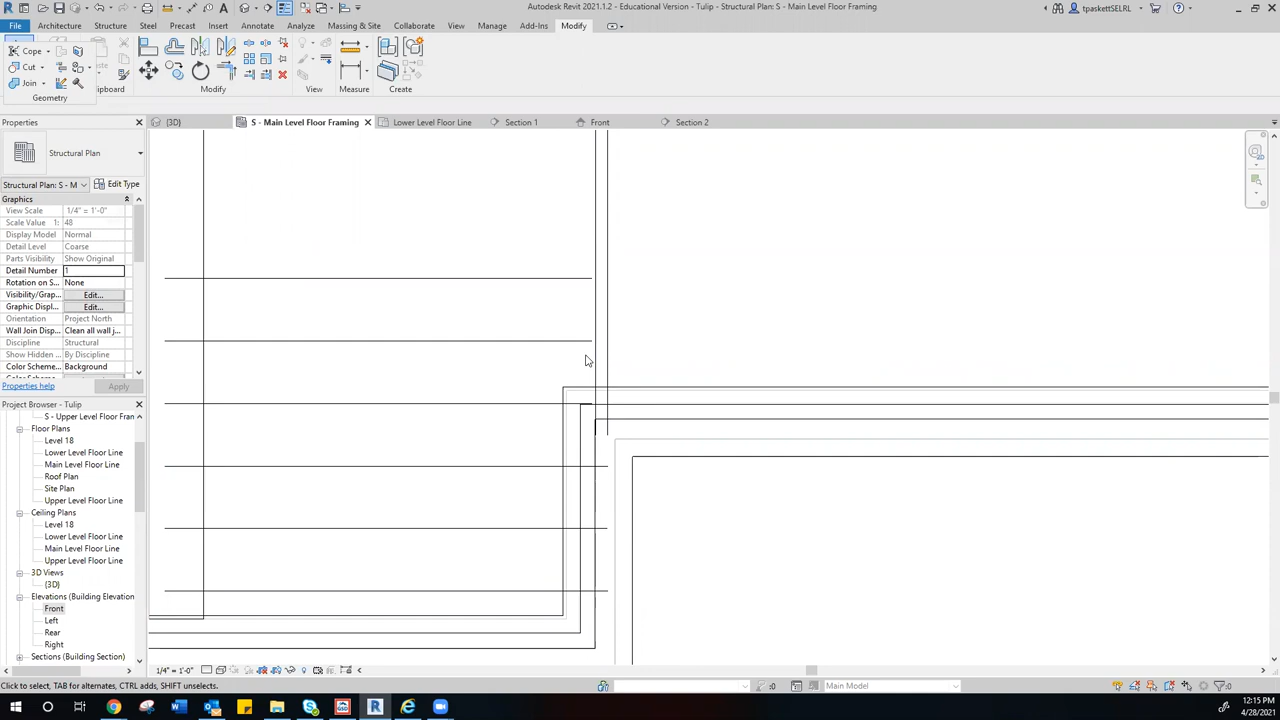 Autodesk Revit 2021.1.2 - Educational Version - Tulip - Structural Plan: S - Main Level Floor Framing
tpaskettSELRL
File Architecture Structure Steel Precast Systems Insert Annotate Analyze Massing & Site Collaborate View Manage Add-Ins Modify
Cope
Cut
Join
Geometry
Modify
View
Measure
Create
Properties
{3D}
S - Main Level Floor Framing
Lower Level Floor Line
Section 1
Front
Section 2
Structural Plan
Structural Plan: S - M
Edit Type
Graphics
View Scale 1/4" = 1'-0"
Scale Value 1: 48
Display Model Normal
Detail Level Coarse
Parts Visibility Show Original
Detail Number 1
Rotation on S... None
Visibility/Grap... Edit...
Graphic Displ... Edit...
Orientation Project North
Wall Join Disp... Clean all wall j...
Discipline Structural
Show Hidden ... By Discipline
Color Scheme... Background
Properties help
Apply
Project Browser - Tulip
S - Upper Level Floor Fram
Floor Plans
Level 18
Lower Level Floor Line
Main Level Floor Line
Roof Plan
Site Plan
Upper Level Floor Line
Ceiling Plans
Level 18
Lower Level Floor Line
Main Level Floor Line
Upper Level Floor Line
3D Views
{3D}
Elevations (Building Elevation
Front
Left
Rear
Right
Sections (Building Section)
1/4" = 1'-0"
Click to select, TAB for alternates, CTRL adds, SHIFT unselects.
:0
Main Model
:0
12:15 PM
4/28/2021